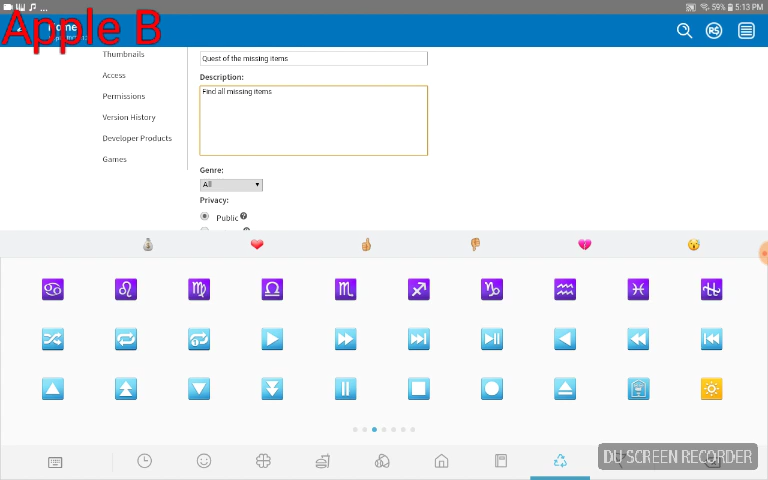 59% 5:13 PM
Apple B
Home
R$
Thumbnails
Access
Permissions
Version History
Developer Products
Games
Quest of the missing items
Description:
Find all missing items
Genre:
All
Privacy:
Public
DU SCREEN RECORDER